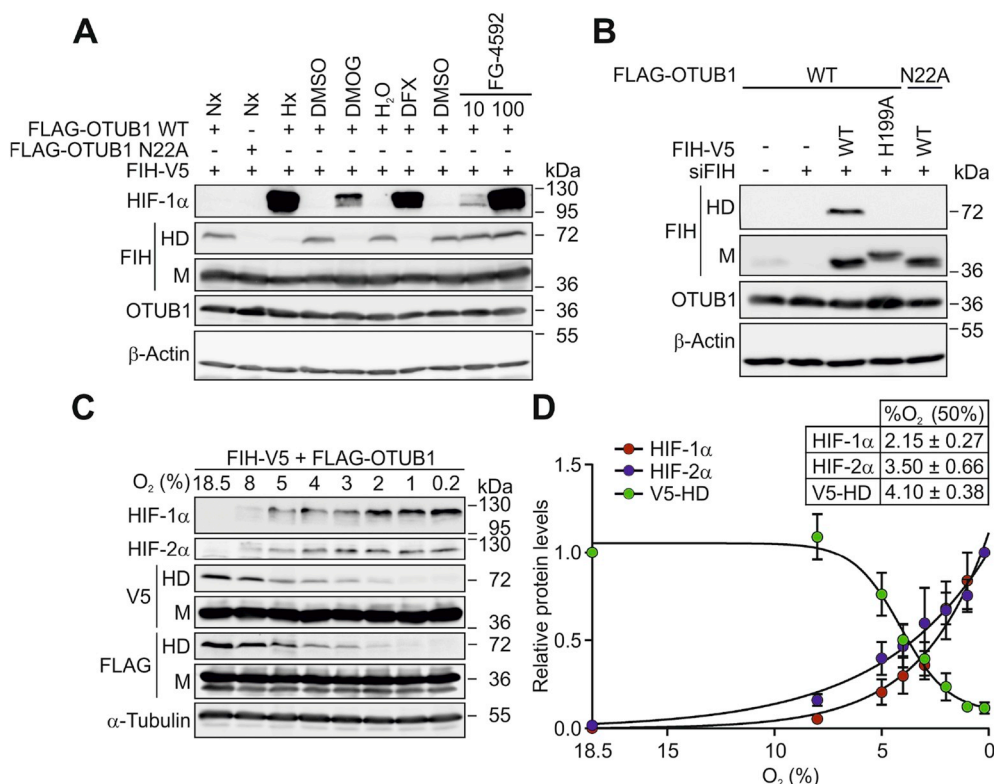 A
FG-4592
Nx Nx Hx DMSO DMOG H₂O DFX DMSO 10 100
FLAG-OTUB1 WT + - + + + + + + + +
FLAG-OTUB1 N22A - + - - - - - - - -
FIH-V5 + + + + + + + + + + kDa
HIF-1α 130
95
FIH HD 72
M 36
OTUB1 36
55
β-Actin
B
FLAG-OTUB1 WT N22A
FIH-V5 - - WT H199A WT
siFIH - + + + + kDa
FIH HD 72
M 36
OTUB1 36
55
β-Actin
C
FIH-V5 + FLAG-OTUB1
O₂ (%) 18.5 8 5 4 3 2 1 0.2 kDa
HIF-1α 130
95
HIF-2α 130
V5 HD 72
M 36
FLAG HD 72
M 36
α-Tubulin 55
D
%O₂ (50%)
HIF-1α 2.15 ± 0.27
HIF-2α 3.50 ± 0.66
V5-HD 4.10 ± 0.38
HIF-1α
HIF-2α
V5-HD
Relative protein levels
1.5
1.0
0.5
0.0
18.5 15 10 5 0
O₂ (%)